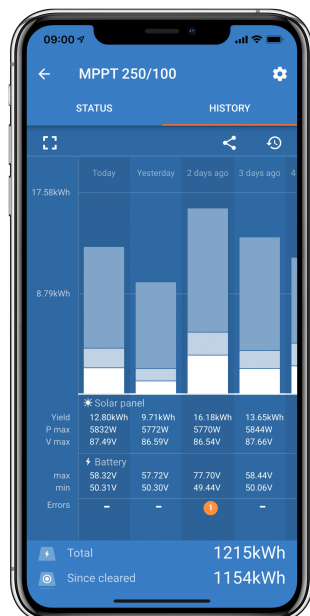 09:00
MPPT 250/100
STATUS HISTORY
Today Yesterday 2 days ago 3 days ago 4
17.58kWh
8.79kWh
Solar panel
Yield 12.80kWh 9.71kWh 16.18kWh 13.65kWh
P max 5832W 5772W 5770W 5844W
V max 87.49V 86.59V 86.54V 87.66V
Battery
max 58.32V 57.72V 77.70V 58.44V
min 50.31V 50.30V 49.44V 50.06V
Errors – – 1 –
Total 1215kWh
Since cleared 1154kWh